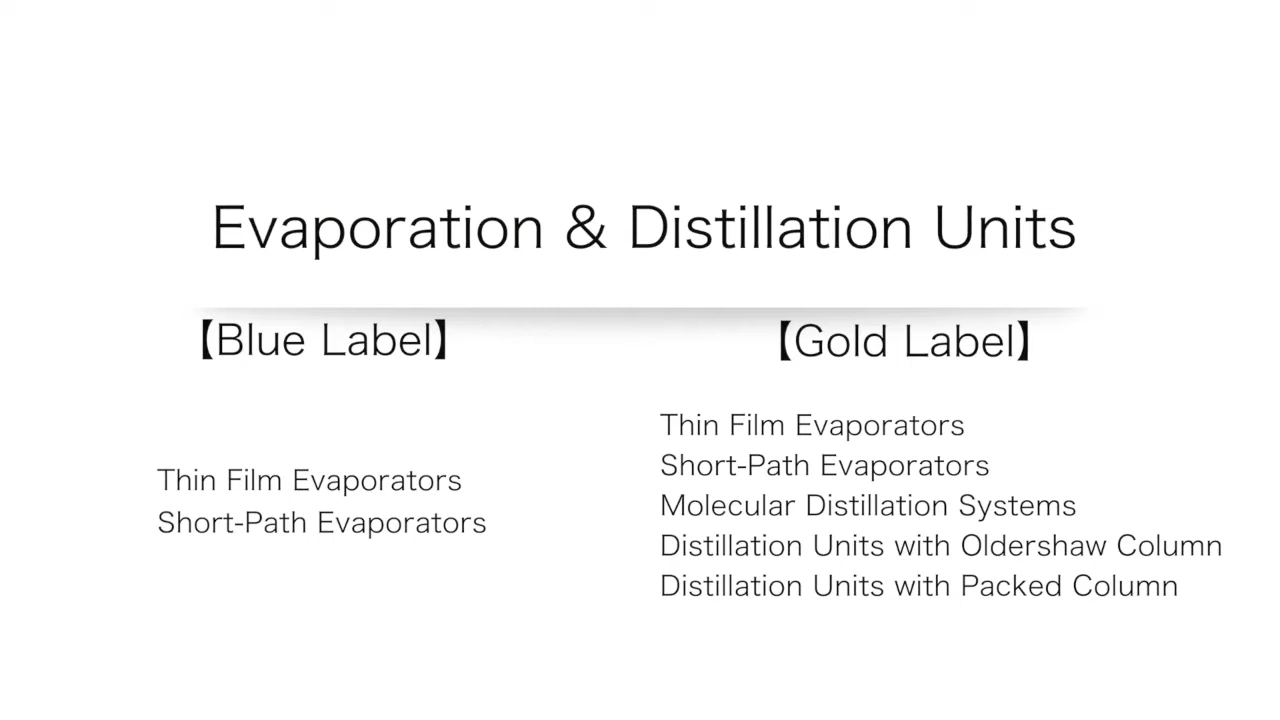 Evaporation & Distillation Units
【Blue Label】
Thin Film Evaporators
Short-Path Evaporators
【Gold Label】
Thin Film Evaporators
Short-Path Evaporators
Molecular Distillation Systems
Distillation Units with Oldershaw Column
Distillation Units with Packed Column